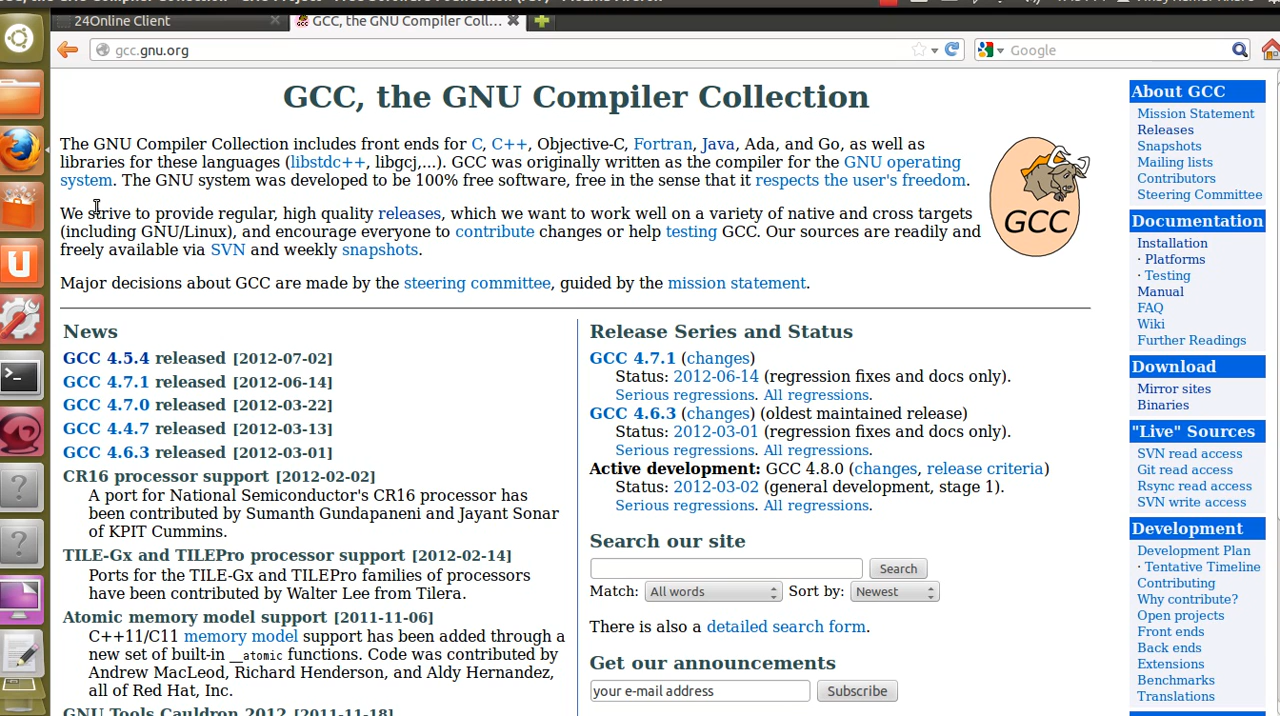 24Online Client
GCC, the GNU Compiler Coll...
gcc.gnu.org
Google
GCC, the GNU Compiler Collection
The GNU Compiler Collection includes front ends for C, C++, Objective-C, Fortran, Java, Ada, and Go, as well as
libraries for these languages (libstdc++, libgcj,...). GCC was originally written as the compiler for the GNU operating
system. The GNU system was developed to be 100% free software, free in the sense that it respects the user's freedom.
We strive to provide regular, high quality releases, which we want to work well on a variety of native and cross targets
(including GNU/Linux), and encourage everyone to contribute changes or help testing GCC. Our sources are readily and
freely available via SVN and weekly snapshots.
Major decisions about GCC are made by the steering committee, guided by the mission statement.
GCC
News
GCC 4.5.4 released [2012-07-02]
GCC 4.7.1 released [2012-06-14]
GCC 4.7.0 released [2012-03-22]
GCC 4.4.7 released [2012-03-13]
GCC 4.6.3 released [2012-03-01]
CR16 processor support [2012-02-02]
A port for National Semiconductor's CR16 processor has
been contributed by Sumanth Gundapaneni and Jayant Sonar
of KPIT Cummins.
TILE-Gx and TILEPro processor support [2012-02-14]
Ports for the TILE-Gx and TILEPro families of processors
have been contributed by Walter Lee from Tilera.
Atomic memory model support [2011-11-06]
C++11/C11 memory model support has been added through a
new set of built-in __atomic functions. Code was contributed by
Andrew MacLeod, Richard Henderson, and Aldy Hernandez,
all of Red Hat, Inc.
GNU Tools Cauldron 2012 [2011-11-18]
Release Series and Status
GCC 4.7.1 (changes)
Status: 2012-06-14 (regression fixes and docs only).
Serious regressions. All regressions.
GCC 4.6.3 (changes) (oldest maintained release)
Status: 2012-03-01 (regression fixes and docs only).
Serious regressions. All regressions.
Active development: GCC 4.8.0 (changes, release criteria)
Status: 2012-03-02 (general development, stage 1).
Serious regressions. All regressions.
Search our site
Search
Match: All words Sort by: Newest
There is also a detailed search form.
Get our announcements
your e-mail address Subscribe
About GCC
Mission Statement
Releases
Snapshots
Mailing lists
Contributors
Steering Committee
Documentation
Installation
· Platforms
· Testing
Manual
FAQ
Wiki
Further Readings
Download
Mirror sites
Binaries
"Live" Sources
SVN read access
Git read access
Rsync read access
SVN write access
Development
Development Plan
· Tentative Timeline
Contributing
Why contribute?
Open projects
Front ends
Back ends
Extensions
Benchmarks
Translations